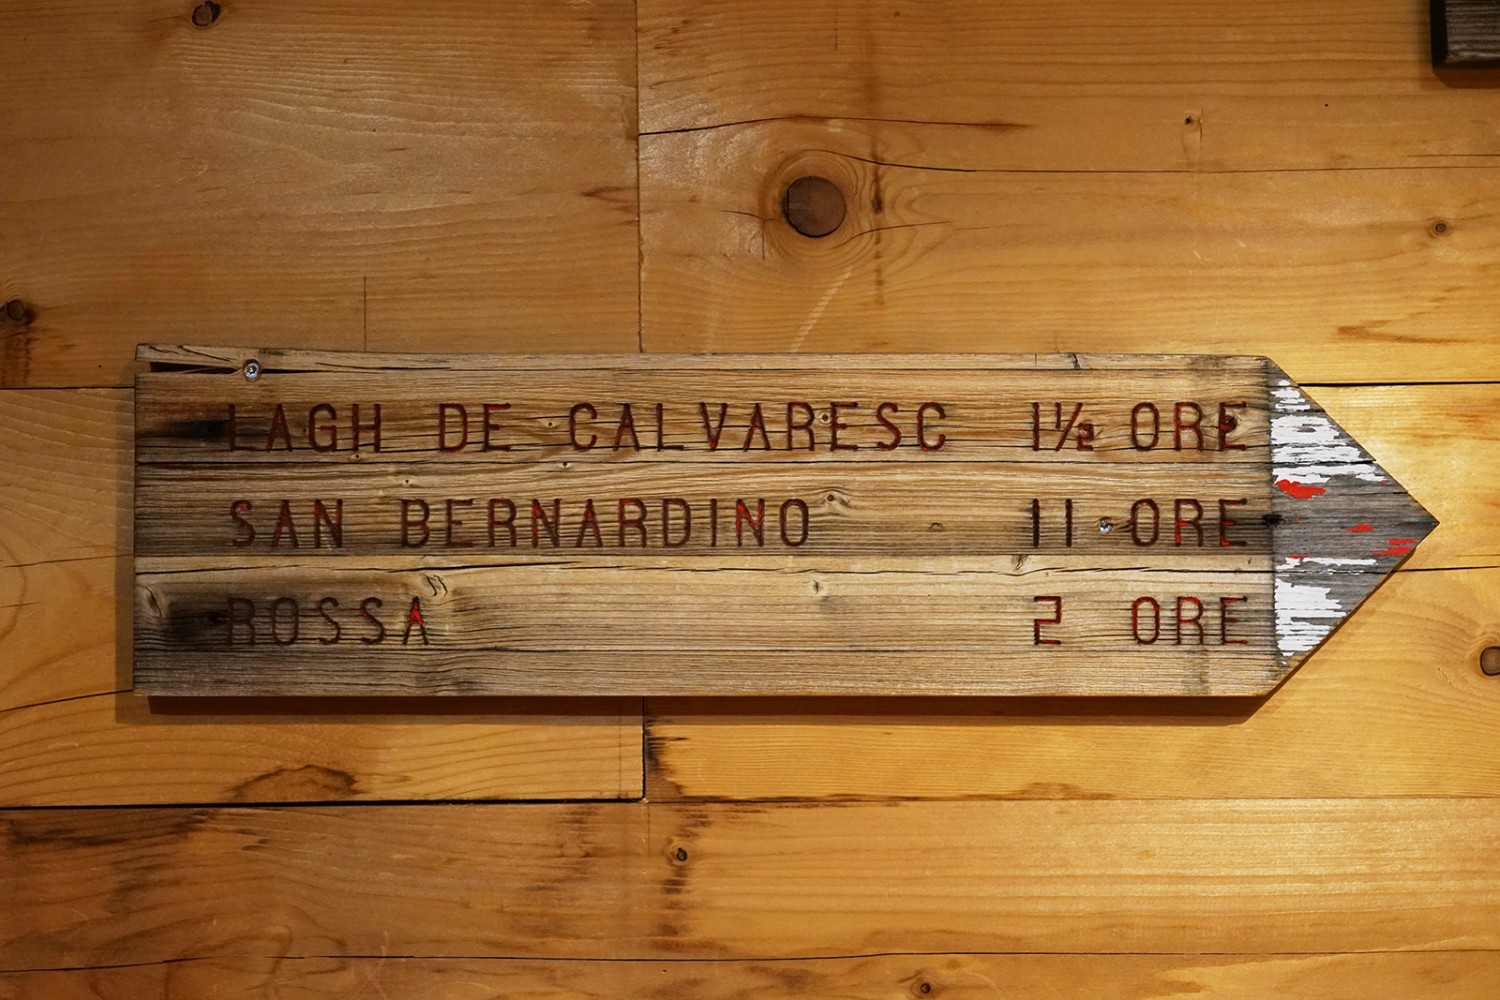 LAGH DE CALVARESC 1½ ORE
SAN BERNARDINO 11 ORE
ROSSA 2 ORE